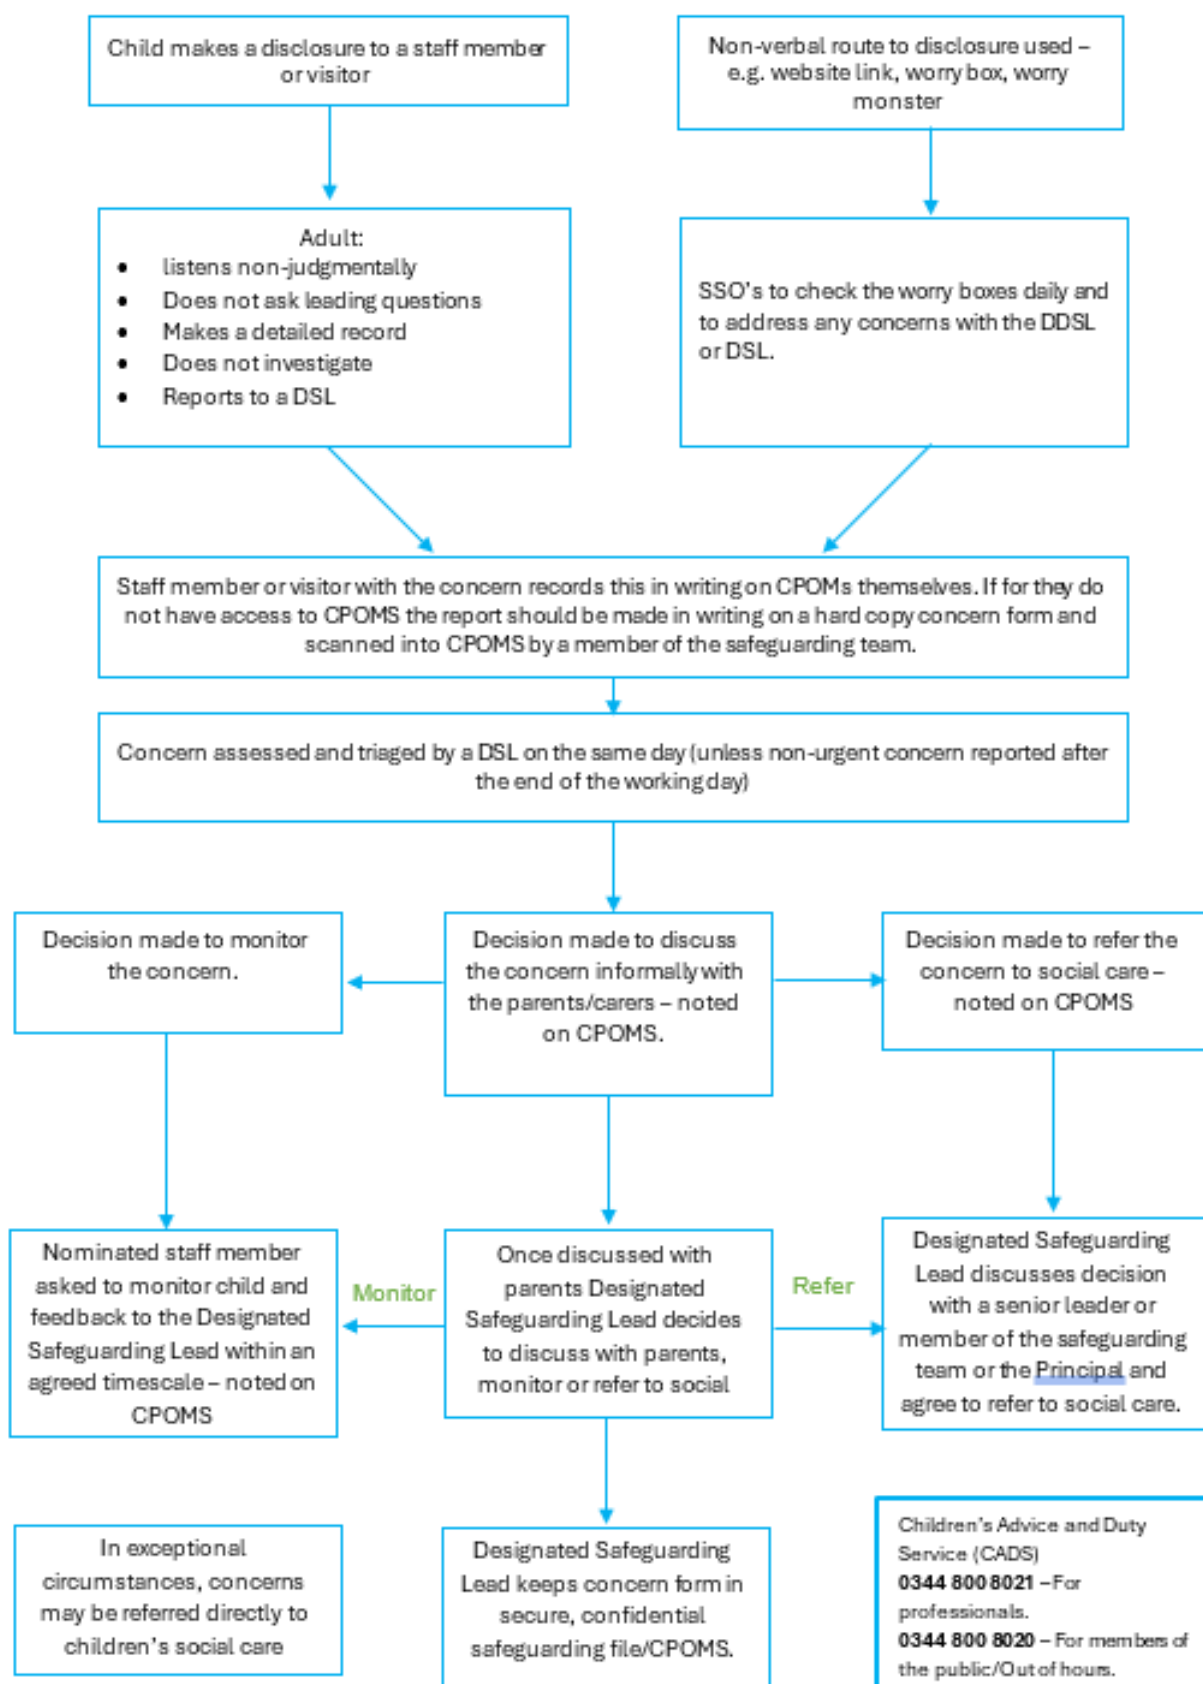 Child makes a disclosure to a staff member
or visitor
Non-verbal route to disclosure used –
e.g. website link, worry box, worry
monster
Adult:
• listens non-judgmentally
• Does not ask leading questions
• Makes a detailed record
• Does not investigate
• Reports to a DSL
SSO's to check the worry boxes daily and
to address any concerns with the DDSL
or DSL.
Staff member or visitor with the concern records this in writing on CPOMs themselves. If for they do
not have access to CPOMS the report should be made in writing on a hard copy concern form and
scanned into CPOMS by a member of the safeguarding team.
Concern assessed and triaged by a DSL on the same day (unless non-urgent concern reported after
the end of the working day)
Decision made to monitor
the concern.
Decision made to discuss
the concern informally with
the parents/carers – noted
on CPOMS.
Decision made to refer the
concern to social care –
noted on CPOMS
Nominated staff member
asked to monitor child and
feedback to the Designated
Safeguarding Lead within an
agreed timescale – noted on
CPOMS
Monitor
Once discussed with
parents Designated
Safeguarding Lead decides
to discuss with parents,
monitor or refer to social
Refer
Designated Safeguarding
Lead discusses decision
with a senior leader or
member of the safeguarding
team or the Principal and
agree to refer to social care.
In exceptional
circumstances, concerns
may be referred directly to
children's social care
Designated Safeguarding
Lead keeps concern form in
secure, confidential
safeguarding file/CPOMS.
Children's Advice and Duty
Service (CADS)
0344 800 8021 – For
professionals.
0344 800 8020 – For members of
the public/Out of hours.